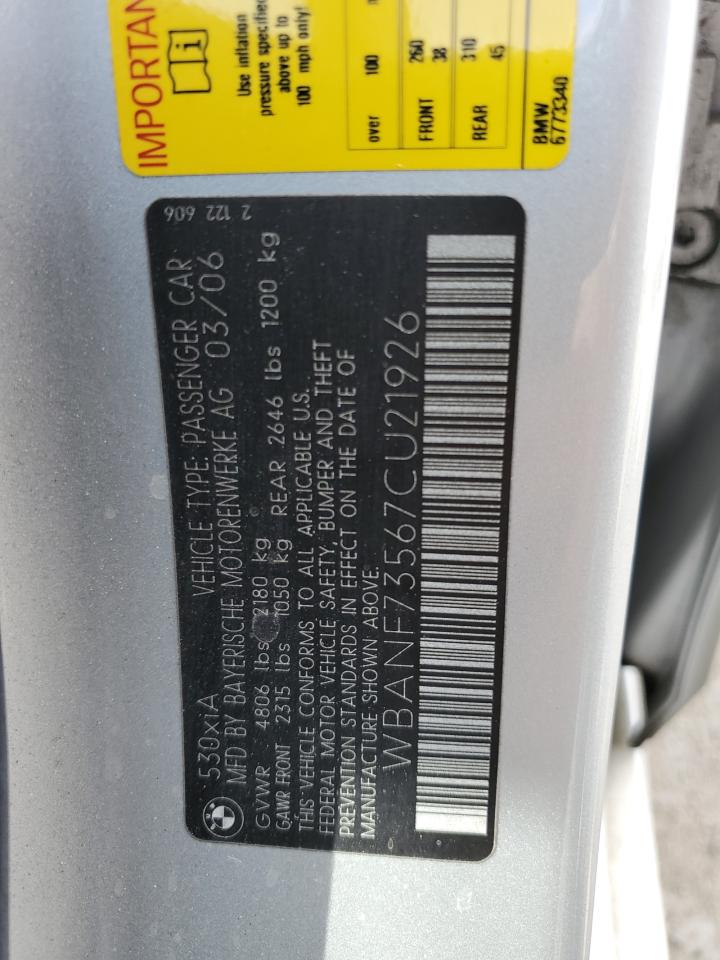 IMPORTAN
i
Use inflation
pressure specified
above up to
100 mph only!
over 100
FRONT 260 38
REAR 310 45
BMW
6773340
2 122 606
530xiA VEHICLE TYPE: PASSENGER CAR
MFD BY BAYERISCHE MOTORENWERKE AG 03/06
GVWR 4806 lbs 2180 kg
GAWR FRONT 2315 lbs 1050 kg REAR 2646 lbs 1200 kg
THIS VEHICLE CONFORMS TO ALL APPLICABLE U.S.
FEDERAL MOTOR VEHICLE SAFETY, BUMPER AND THEFT
PREVENTION STANDARDS IN EFFECT ON THE DATE OF
MANUFACTURE SHOWN ABOVE.
WBANF73567CU21926